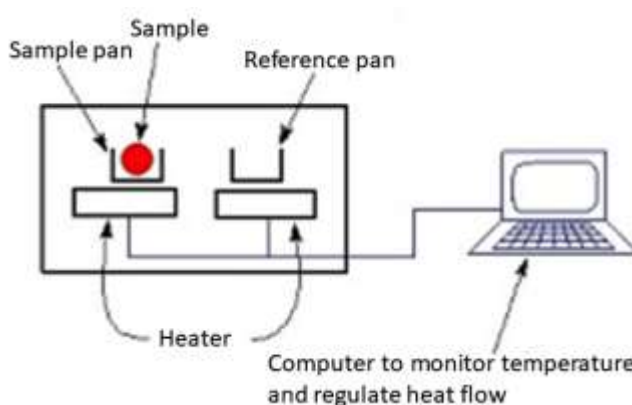 Sample
Sample pan
Reference pan
Heater
Computer to monitor temperature
and regulate heat flow